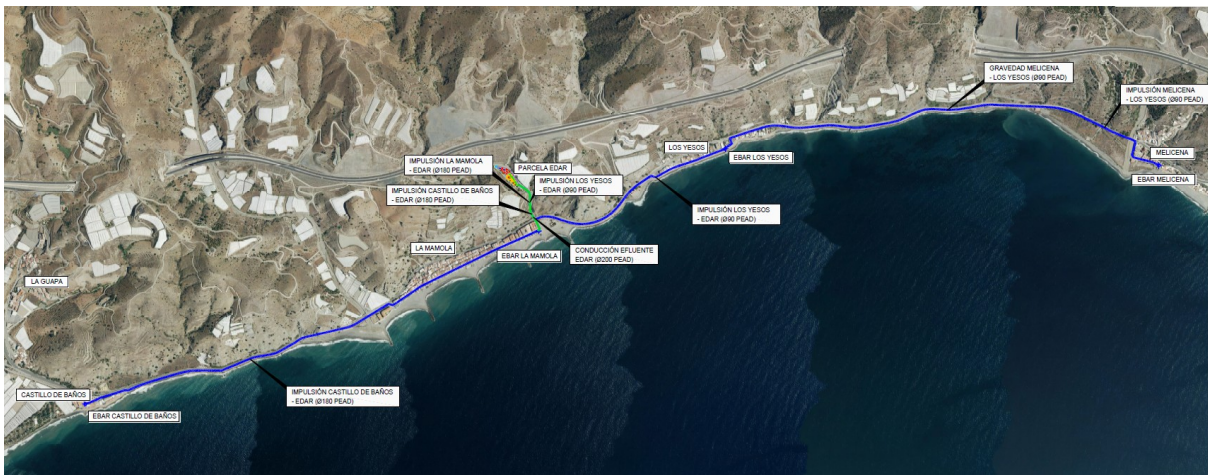 GRAVEDAD MELICENA
- LOS YESOS (Ø90 PEAD)
IMPULSIÓN MELICENA
- LOS YESOS (Ø90 PEAD)
LOS YESOS
EBAR LOS YESOS
MELICENA
EBAR MELICENA
IMPULSIÓN LA MAMOLA
- EDAR (Ø180 PEAD)
PARCELA EDAR
IMPULSIÓN LOS YESOS
- EDAR (Ø90 PEAD)
IMPULSIÓN CASTILLO DE BAÑOS
- EDAR (Ø180 PEAD)
IMPULSIÓN LOS YESOS
- EDAR (Ø90 PEAD)
LA MAMOLA
EBAR LA MAMOLA
CONDUCCIÓN EFLUENTE
EDAR (Ø200 PEAD)
LA GUAPA
CASTILLO DE BAÑOS
EBAR CASTILLO DE BAÑOS
IMPULSIÓN CASTILLO DE BAÑOS
- EDAR (Ø180 PEAD)